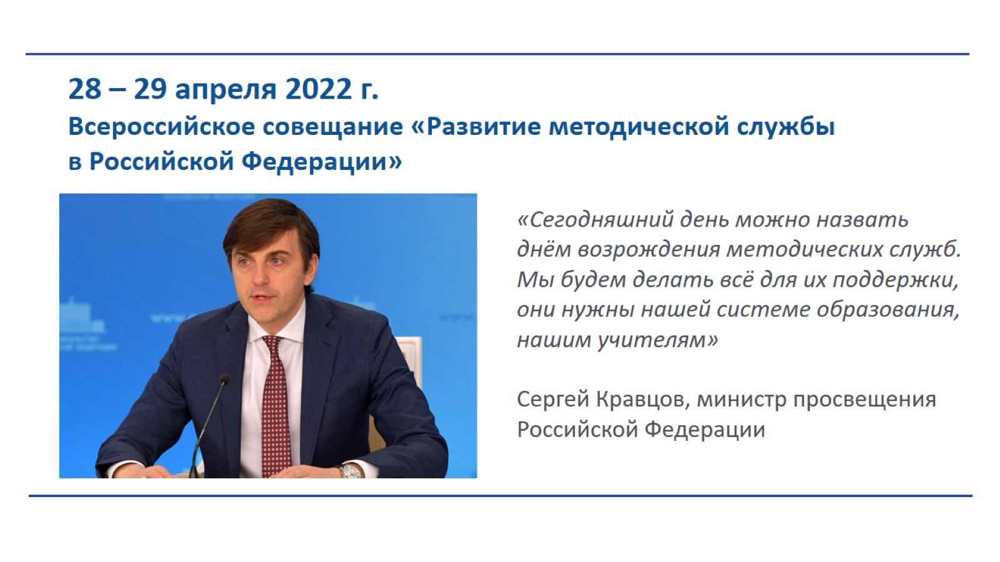 28 – 29 апреля 2022 г.
Всероссийское совещание «Развитие методической службы
в Российской Федерации»
«Сегодняшний день можно назвать
днём возрождения методических служб.
Мы будем делать всё для их поддержки,
они нужны нашей системе образования,
нашим учителям»
Сергей Кравцов, министр просвещения
Российской Федерации
www
www